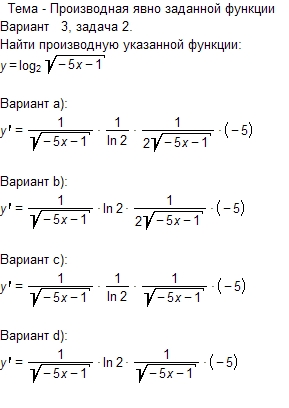 Тема - Производная явно заданной функции
Вариант 3, задача 2.
Найти производную указанной функции:
y = log₂ √(−5x − 1)
Вариант a):
y′ = 1/√(−5x − 1) · 1/ln 2 · 1/(2√(−5x − 1)) · (−5)
Вариант b):
y′ = 1/√(−5x − 1) · ln 2 · 1/(2√(−5x − 1)) · (−5)
Вариант c):
y′ = 1/√(−5x − 1) · 1/ln 2 · 1/√(−5x − 1) · (−5)
Вариант d):
y′ = 1/√(−5x − 1) · ln 2 · 1/√(−5x − 1) · (−5)